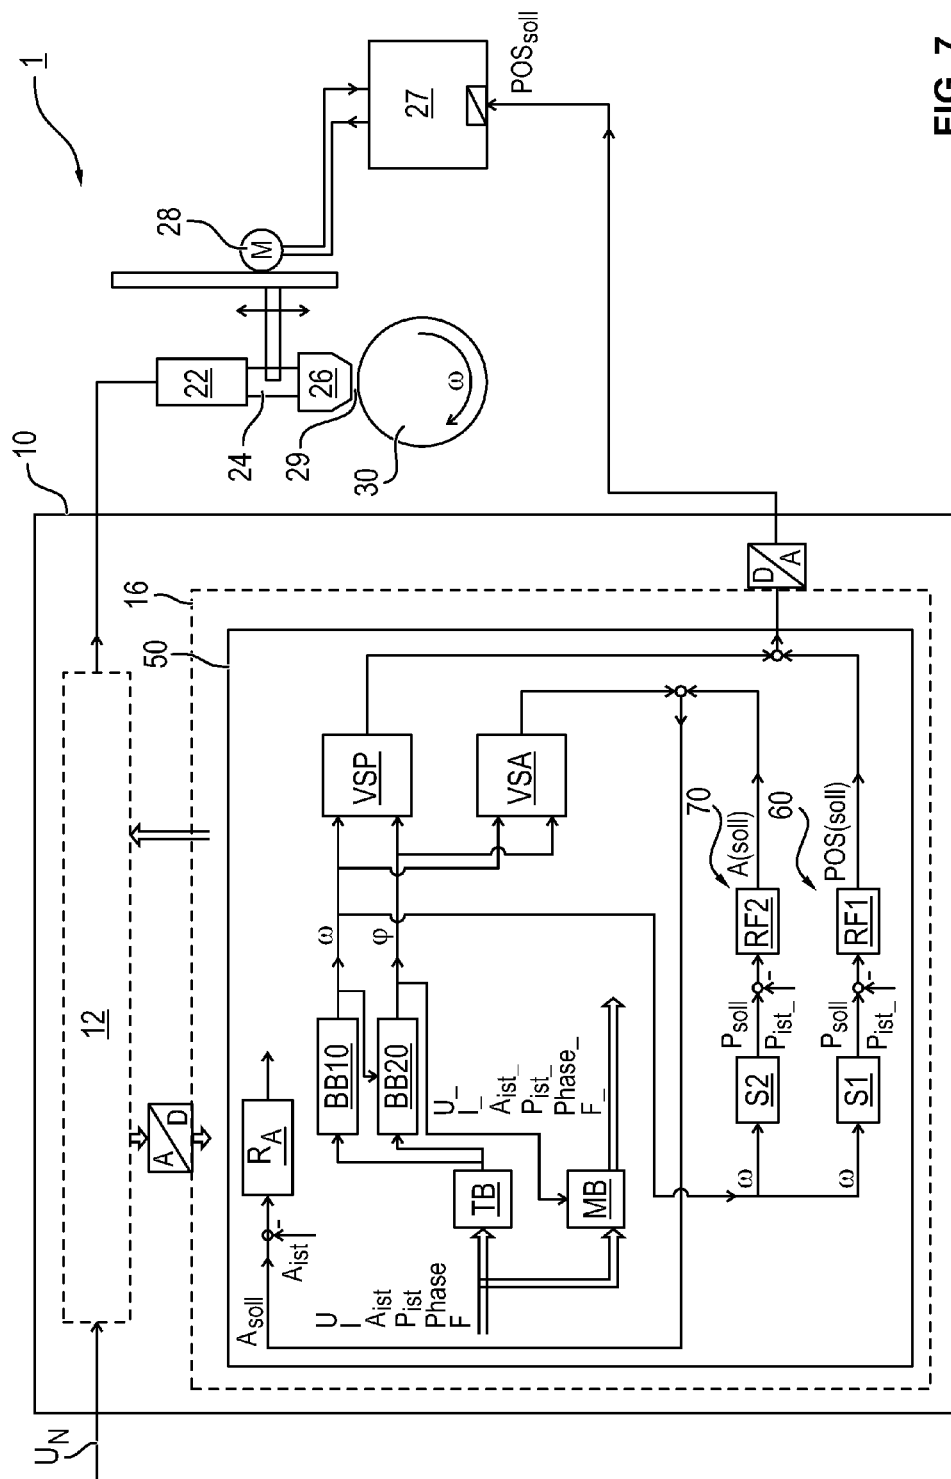 FIG. 7
1
U_N
12
10
A
D
16
50
22
24
26
29
30
ω
28
M
27
POS_soll
D
A
A_soll
A_ist
-
R_A
U
I
A_ist
P_ist
Phase
F
TB
BB10
BB20
ω
φ
VSP
VSA
MB
U_
I_
A_ist_
P_ist_
Phase_
F_
ω
S2
P_soll
P_ist_
-
RF2
70
A(soll)
ω
S1
P_soll
P_ist_
-
RF1
60
POS(soll)